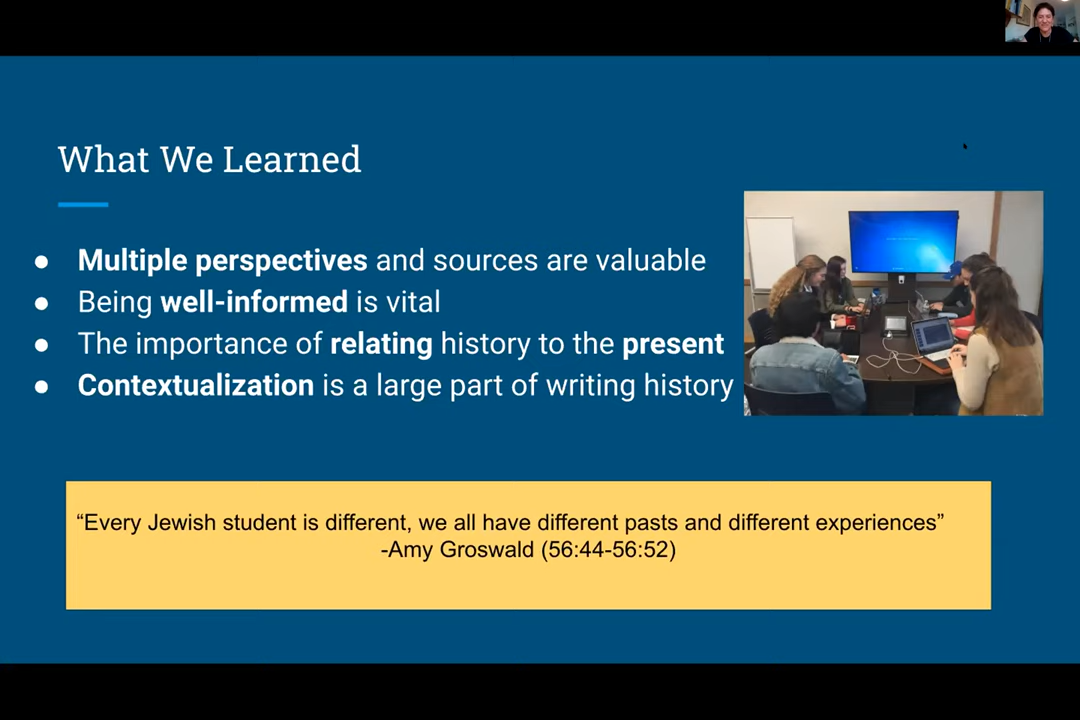 What We Learned
● Multiple perspectives and sources are valuable
● Being well-informed is vital
● The importance of relating history to the present
● Contextualization is a large part of writing history
“Every Jewish student is different, we all have different pasts and different experiences”
-Amy Groswald (56:44-56:52)